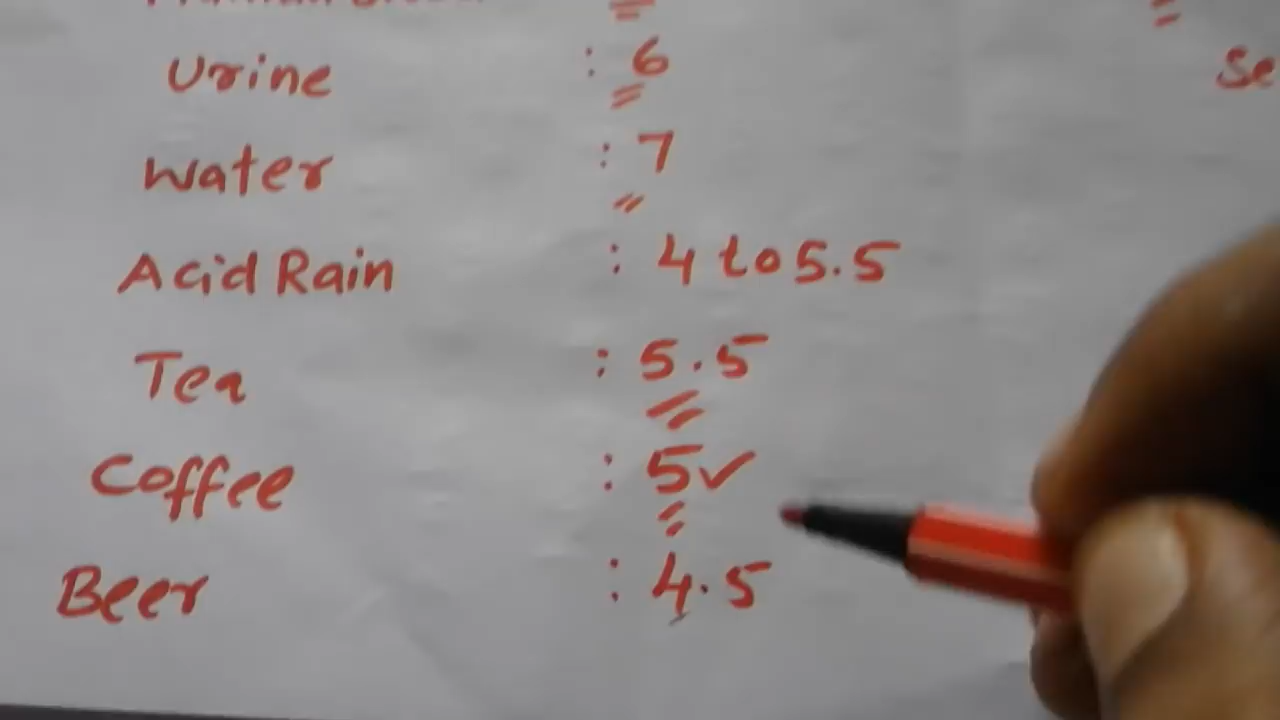 Urine : 6
Water : 7
Acid Rain : 4 to 5.5
Tea : 5.5
Coffee : 5✓
Beer : 4.5